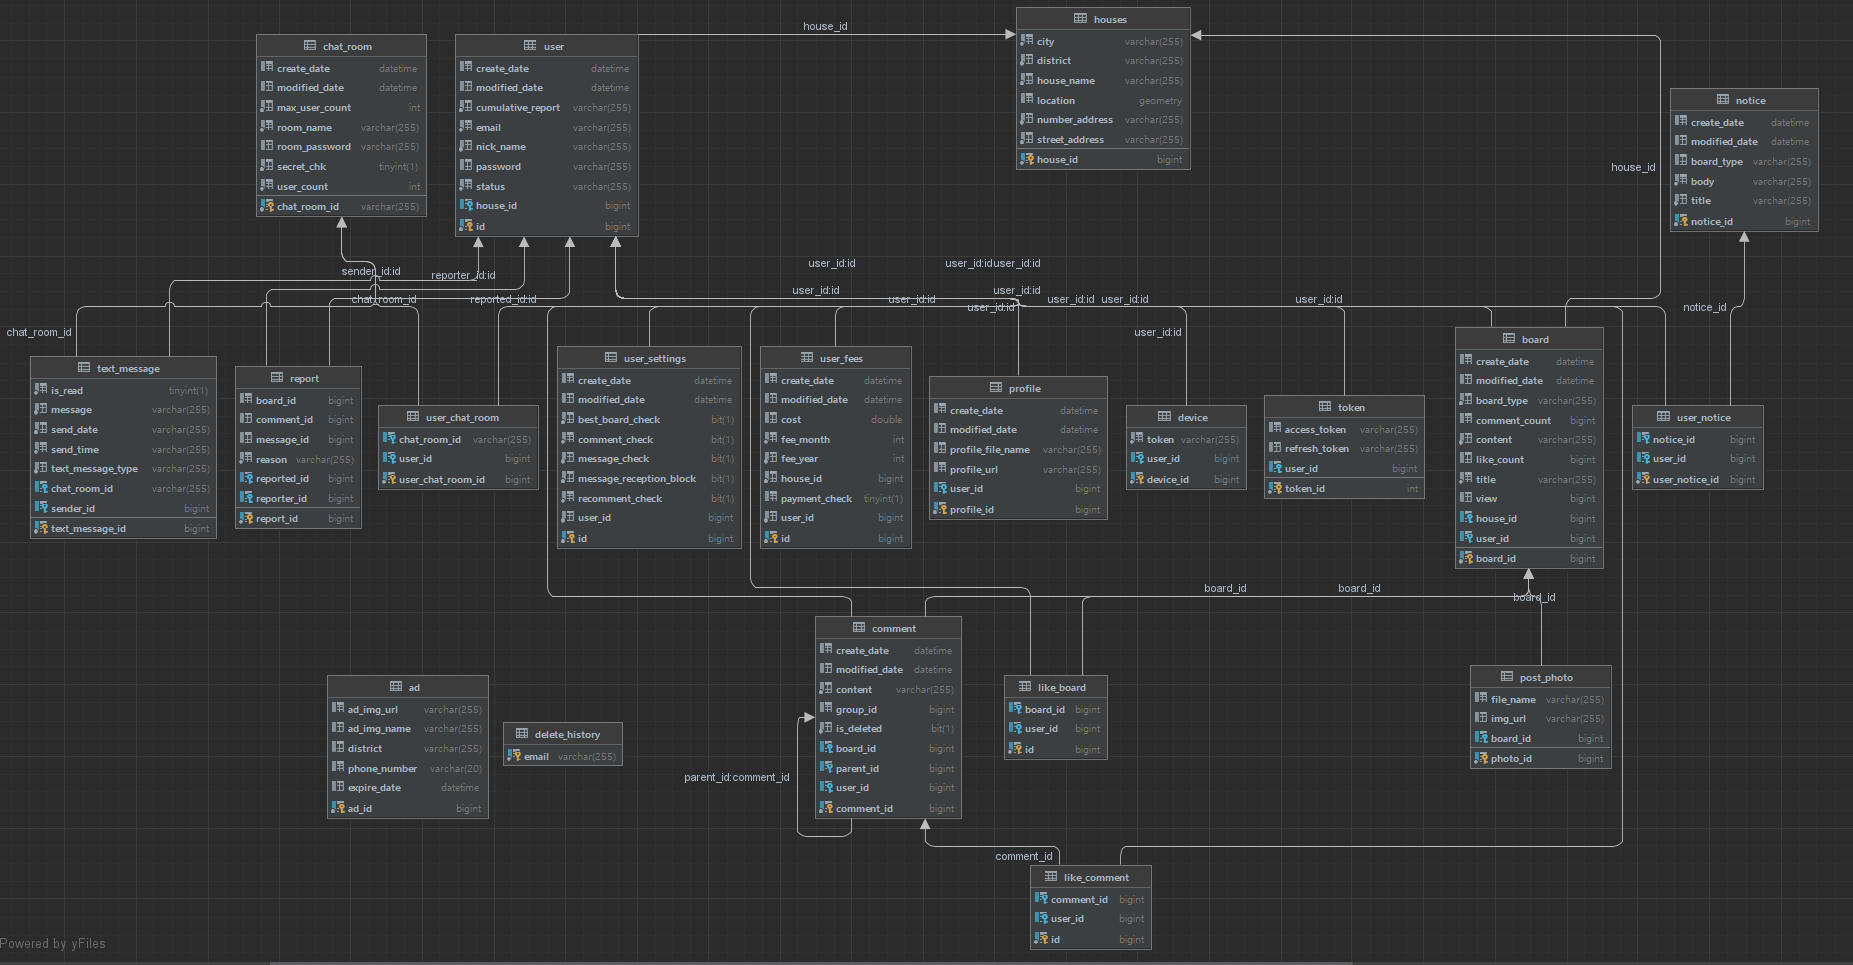 house_id
houses
city varchar(255)
district varchar(255)
house_name varchar(255)
location geometry
number_address varchar(255)
street_address varchar(255)
house_id bigint
chat_room
create_date datetime
modified_date datetime
max_user_count int
room_name varchar(255)
room_password varchar(255)
secret_chk tinyint(1)
user_count int
chat_room_id varchar(255)
user
create_date datetime
modified_date datetime
cumulative_report varchar(255)
email varchar(255)
nick_name varchar(255)
password varchar(255)
status varchar(255)
house_id bigint
id bigint
notice
create_date datetime
modified_date datetime
board_type varchar(255)
body varchar(255)
title varchar(255)
notice_id bigint
house_id
sender_id:id
reporter_id:id
user_id:id
user_id:id
user_id:id
chat_room_id
reported_id:id
user_id:id
user_id:id
user_id:id
user_id:id
user_id:id
user_id:id
user_id:id
user_id:id
notice_id
chat_room_id
user_id:id
text_message
is_read tinyint(1)
message varchar(255)
send_date varchar(255)
send_time varchar(255)
text_message_type varchar(255)
chat_room_id varchar(255)
sender_id bigint
text_message_id bigint
report
board_id bigint
comment_id bigint
message_id bigint
reason varchar(255)
reported_id bigint
reporter_id bigint
report_id bigint
user_chat_room
chat_room_id varchar(255)
user_id bigint
user_chat_room_id bigint
user_settings
create_date datetime
modified_date datetime
best_board_check bit(1)
comment_check bit(1)
message_check bit(1)
message_reception_block bit(1)
recomment_check bit(1)
user_id bigint
id bigint
user_fees
create_date datetime
modified_date datetime
cost double
fee_month int
fee_year int
house_id bigint
payment_check tinyint(1)
user_id bigint
id bigint
profile
create_date datetime
modified_date datetime
profile_file_name varchar(255)
profile_url varchar(255)
user_id bigint
profile_id bigint
device
token varchar(255)
user_id bigint
device_id bigint
token
access_token varchar(255)
refresh_token varchar(255)
user_id bigint
token_id int
board
create_date datetime
modified_date datetime
board_type varchar(255)
comment_count bigint
content varchar(255)
like_count bigint
title varchar(255)
view bigint
house_id bigint
user_id bigint
board_id bigint
user_notice
notice_id bigint
user_id bigint
user_notice_id bigint
board_id
board_id
board_id
comment
create_date datetime
modified_date datetime
content varchar(255)
group_id bigint
is_deleted bit(1)
board_id bigint
parent_id bigint
user_id bigint
comment_id bigint
parent_id:comment_id
like_board
board_id bigint
user_id bigint
id bigint
post_photo
file_name varchar(255)
img_url varchar(255)
board_id bigint
photo_id bigint
ad
ad_img_url varchar(255)
ad_img_name varchar(255)
district varchar(255)
phone_number varchar(20)
expire_date datetime
ad_id bigint
delete_history
email varchar(255)
comment_id
like_comment
comment_id bigint
user_id bigint
id bigint
Powered by yFiles